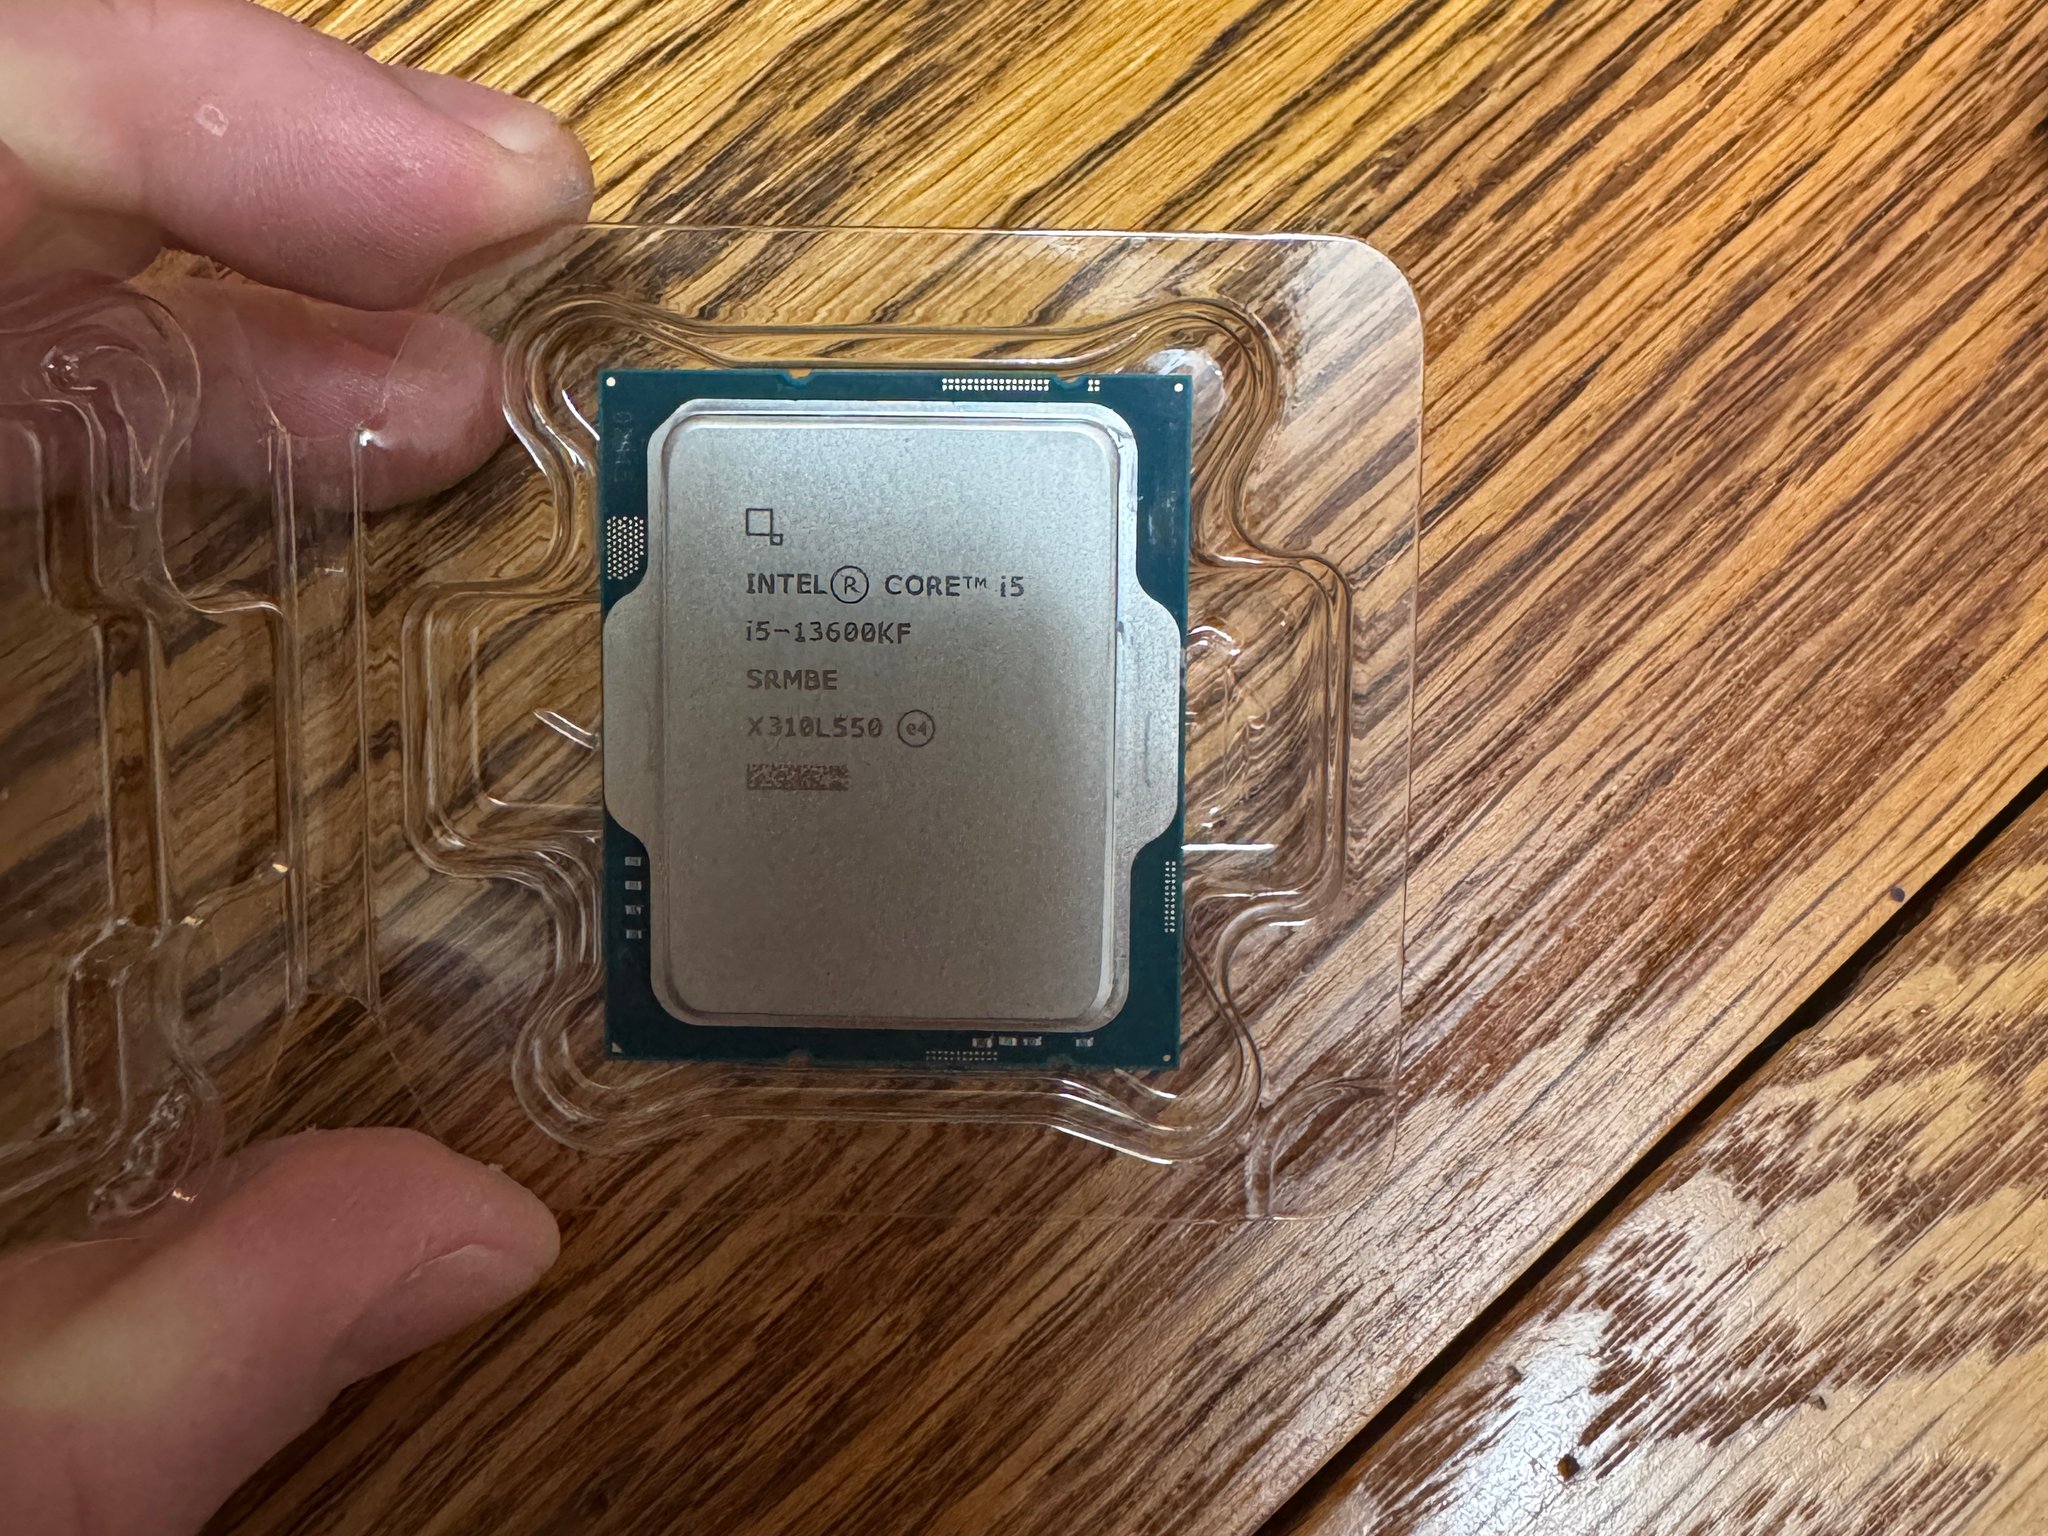 INTEL® CORE™ i5
i5-13600KF
SRMBE
X310L550 e4